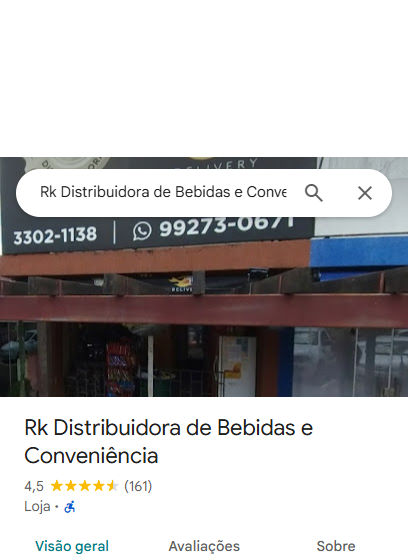 DELIVERY
Rk Distribuidora de Bebidas e Conve
3302-1138 | 99273-0671
Rk Distribuidora de Bebidas e
Conveniência
4,5 (161)
Loja ·
Visão geral Avaliações Sobre